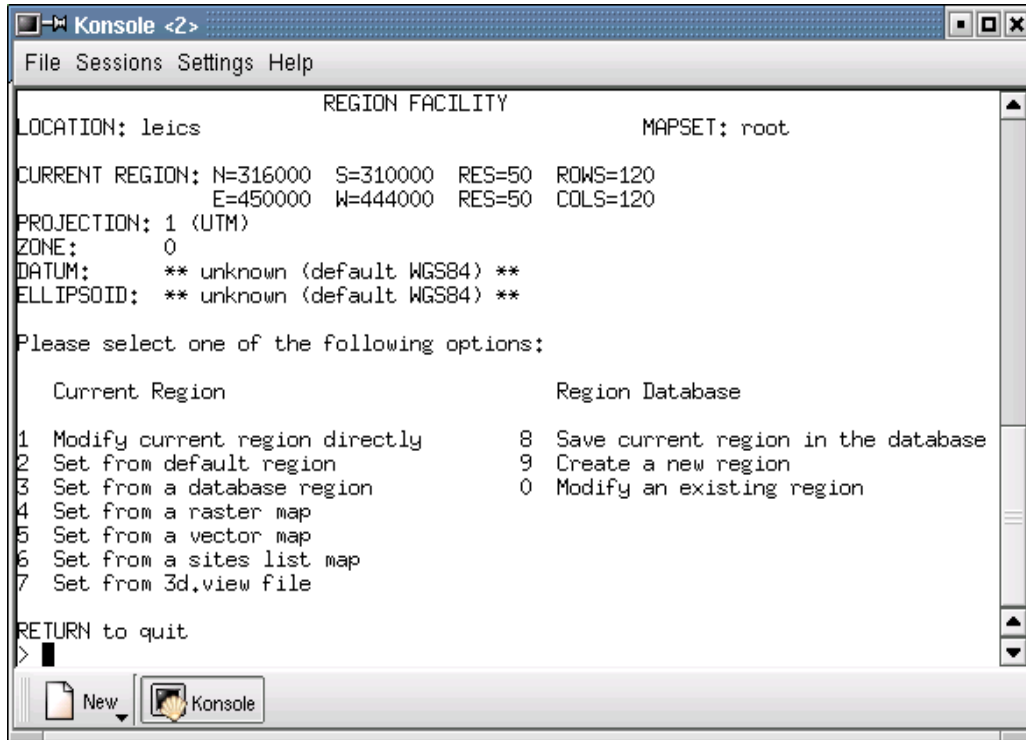 Konsole <2>
File Sessions Settings Help
REGION FACILITY
LOCATION: leics MAPSET: root
CURRENT REGION: N=316000 S=310000 RES=50 ROWS=120
E=450000 W=444000 RES=50 COLS=120
PROJECTION: 1 (UTM)
ZONE: 0
DATUM: ** unknown (default WGS84) **
ELLIPSOID: ** unknown (default WGS84) **
Please select one of the following options:
Current Region Region Database
1 Modify current region directly 8 Save current region in the database
2 Set from default region 9 Create a new region
3 Set from a database region 0 Modify an existing region
4 Set from a raster map
5 Set from a vector map
6 Set from a sites list map
7 Set from 3d.view file
RETURN to quit
>
New Konsole